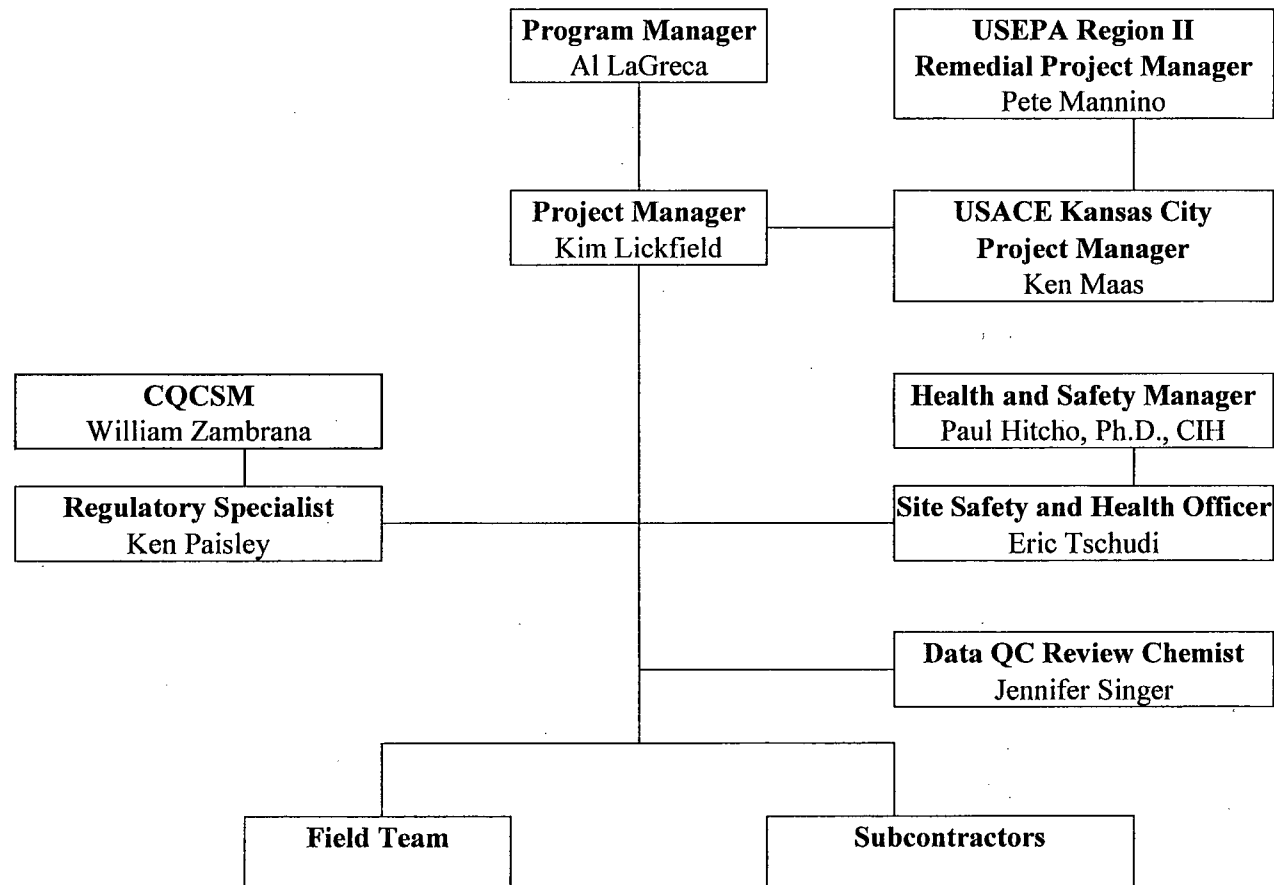 Program Manager
Al LaGreca
USEPA Region II
Remedial Project Manager
Pete Mannino
Project Manager
Kim Lickfield
USACE Kansas City
Project Manager
Ken Maas
CQCSM
William Zambrana
Health and Safety Manager
Paul Hitcho, Ph.D., CIH
Regulatory Specialist
Ken Paisley
Site Safety and Health Officer
Eric Tschudi
Data QC Review Chemist
Jennifer Singer
Field Team
Subcontractors